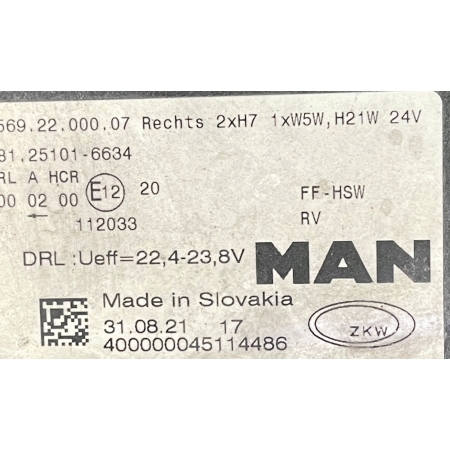 569.22.000.07 Rechts 2xH7 1xW5W,H21W 24V
81.25101-6634
RL A HCR
00 02 00 E12 20 FF-HSW
112033 RV
DRL :Ueff=22,4-23,8V MAN
Made in Slovakia
31.08.21 17 ZKW
400000045114486